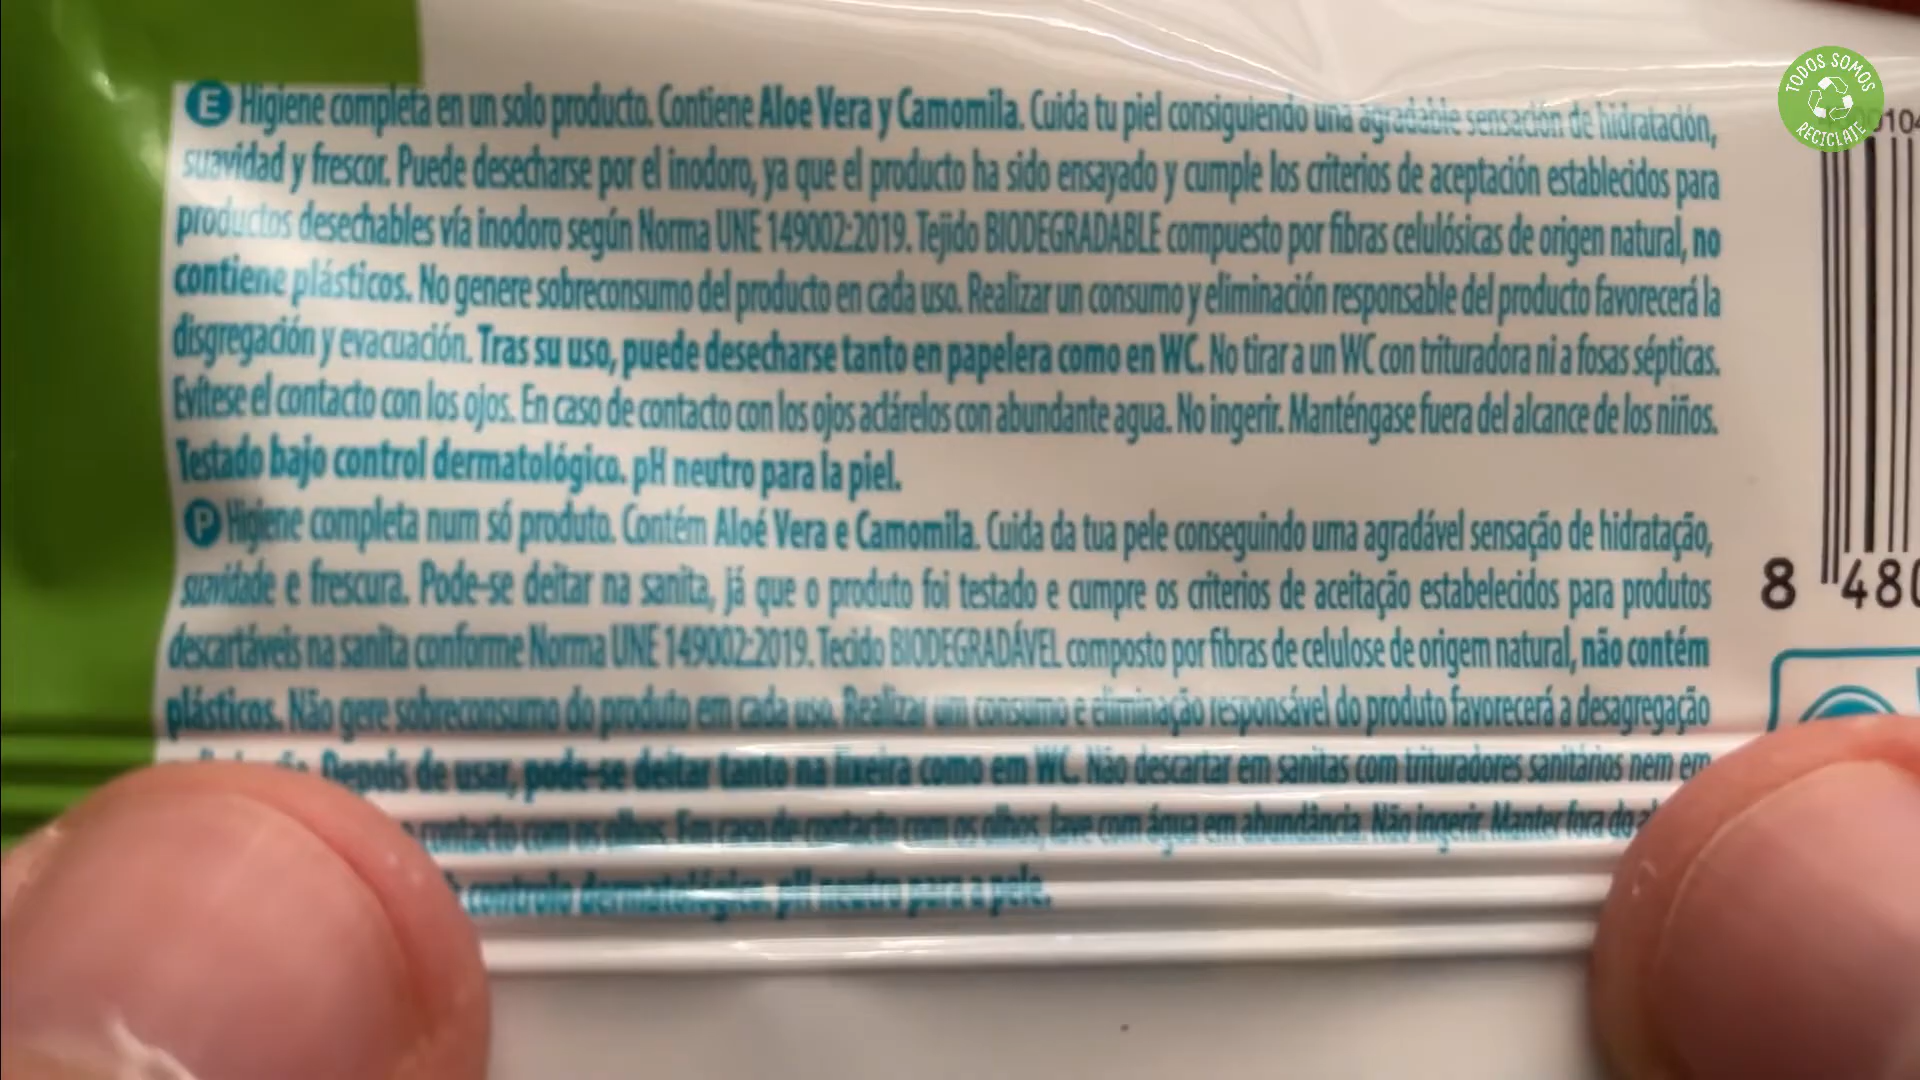 TODOS SOMOS
RECICLAJE
E Higiene completa en un solo producto. Contiene Aloe Vera y Camomila. Cuida tu piel consiguiendo una agradable sensación de hidratación,
suavidad y frescor. Puede desecharse por el inodoro, ya que el producto ha sido ensayado y cumple los criterios de aceptación establecidos para
productos desechables vía inodoro según Norma UNE 149002:2019. Tejido BIODEGRADABLE compuesto por fibras celulósicas de origen natural, no
contiene plásticos. No genere sobreconsumo del producto en cada uso. Realizar un consumo y eliminación responsable del producto favorecerá la
disgregación y evacuación. Tras su uso, puede desecharse tanto en papelera como en WC. No tirar a un WC con trituradora ni a fosas sépticas.
Evítese el contacto con los ojos. En caso de contacto con los ojos aclárelos con abundante agua. No ingerir. Manténgase fuera del alcance de los niños.
Testado bajo control dermatológico. pH neutro para la piel.
P Higiene completa num só produto. Contém Aloé Vera e Camomila. Cuida da tua pele conseguindo uma agradável sensação de hidratação,
suavidade e frescura. Pode-se deitar na sanita, já que o produto foi testado e cumpre os criterios de aceitação estabelecidos para produtos
descartáveis na sanita conforme Norma UNE 149002:2019. Tecido BIODEGRADÁVEL composto por fibras de celulose de origem natural, não contém
plásticos. Não gere sobreconsumo do produto em cada uso. Realizar um consumo e eliminação responsável do produto favorecerá a desagregação
Depois de usar, pode-se deitar tanto na lixeira como em WC. Não descartar em sanitas com trituradores sanitários nem em
contacto com os olhos. Em caso de contacto com os olhos, lave com água em abundância. Não ingerir. Manter fora do
controlo dermatológico. pH neutro para a pele.
8 480